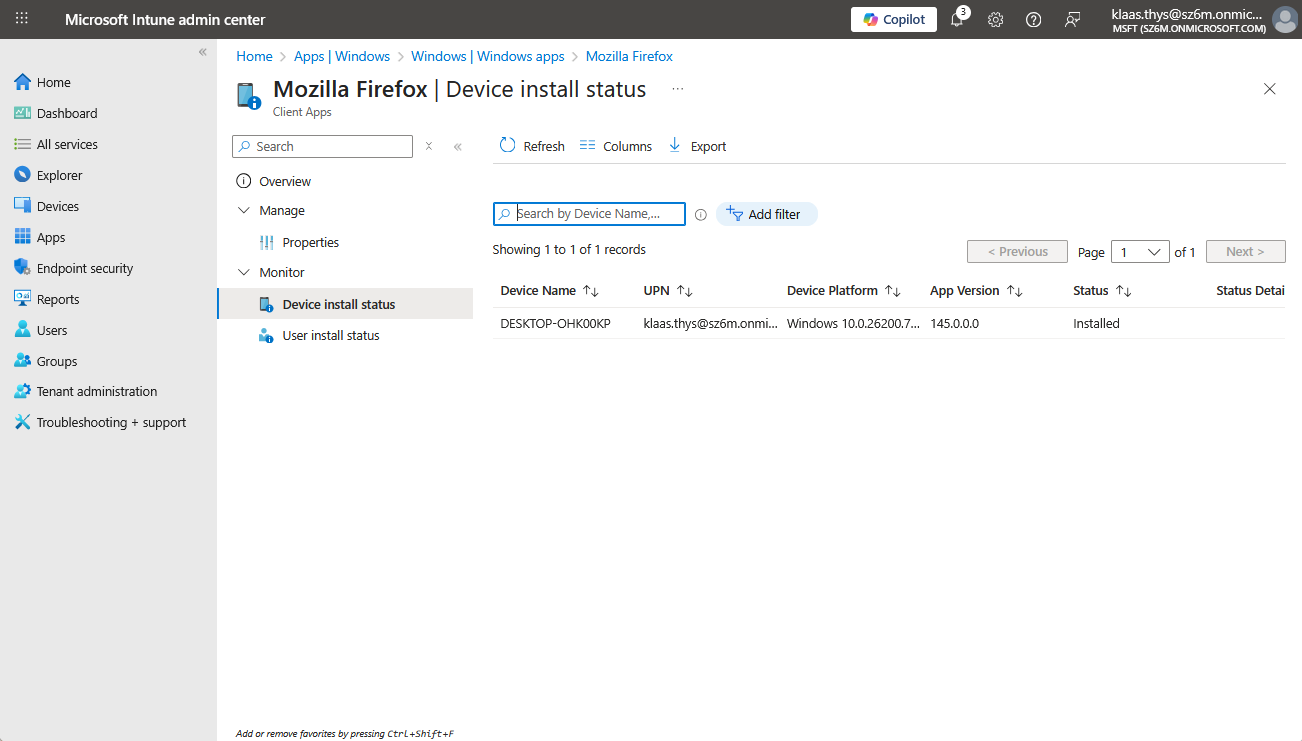 Microsoft Intune admin center
Copilot
3
klaas.thys@sz6m.onmic...
MSFT (SZ6M.ONMICROSOFT.COM)
Home
Dashboard
All services
Explorer
Devices
Apps
Endpoint security
Reports
Users
Groups
Tenant administration
Troubleshooting + support
Home > Apps | Windows > Windows | Windows apps > Mozilla Firefox
Mozilla Firefox | Device install status ...
Client Apps
Search
Overview
Manage
Properties
Monitor
Device install status
User install status
Refresh Columns Export
Search by Device Name,...
Add filter
Showing 1 to 1 of 1 records
< Previous Page 1 of 1 Next >
Device Name UPN Device Platform App Version Status Status Detai
DESKTOP-OHK00KP klaas.thys@sz6m.onmi... Windows 10.0.26200.7... 145.0.0.0 Installed
Add or remove favorites by pressing Ctrl+Shift+F